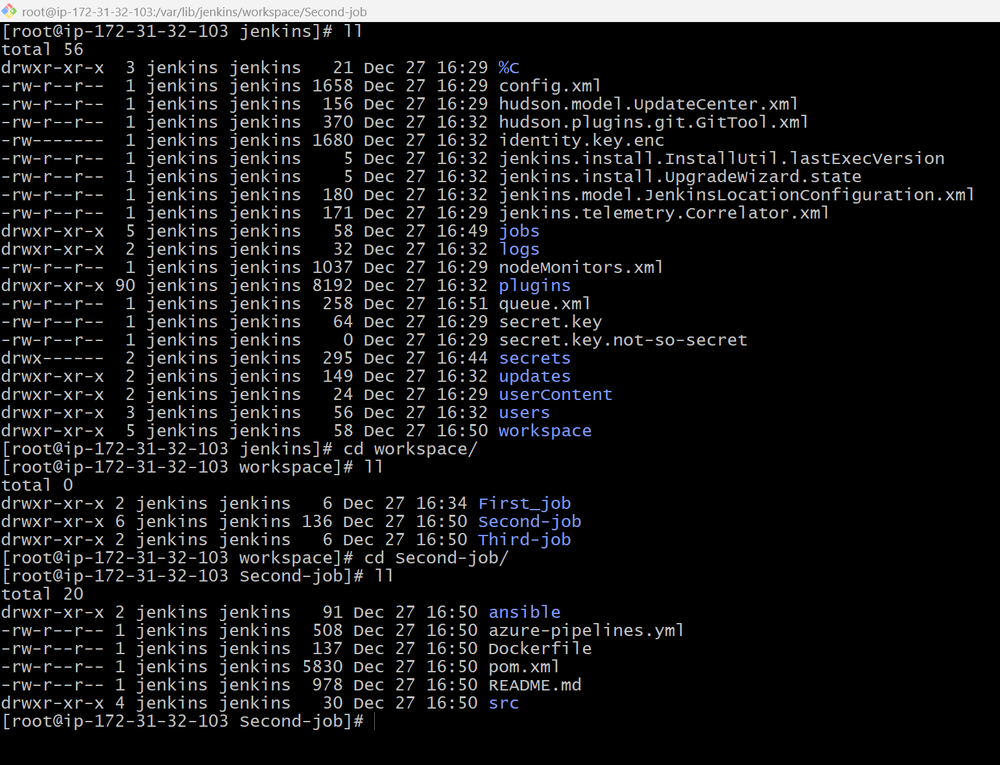 root@ip-172-31-32-103:/var/lib/jenkins/workspace/Second-job
[root@ip-172-31-32-103 jenkins]# ll
total 56
drwxr-xr-x  3 jenkins jenkins   21 Dec 27 16:29 %C
-rw-r--r--  1 jenkins jenkins 1658 Dec 27 16:29 config.xml
-rw-r--r--  1 jenkins jenkins  156 Dec 27 16:29 hudson.model.UpdateCenter.xml
-rw-r--r--  1 jenkins jenkins  370 Dec 27 16:32 hudson.plugins.git.GitTool.xml
-rw-------  1 jenkins jenkins 1680 Dec 27 16:32 identity.key.enc
-rw-r--r--  1 jenkins jenkins    5 Dec 27 16:32 jenkins.install.InstallUtil.lastExecVersion
-rw-r--r--  1 jenkins jenkins    5 Dec 27 16:32 jenkins.install.UpgradeWizard.state
-rw-r--r--  1 jenkins jenkins  180 Dec 27 16:32 jenkins.model.JenkinsLocationConfiguration.xml
-rw-r--r--  1 jenkins jenkins  171 Dec 27 16:29 jenkins.telemetry.Correlator.xml
drwxr-xr-x  5 jenkins jenkins   58 Dec 27 16:49 jobs
drwxr-xr-x  2 jenkins jenkins   32 Dec 27 16:32 logs
-rw-r--r--  1 jenkins jenkins 1037 Dec 27 16:29 nodeMonitors.xml
drwxr-xr-x 90 jenkins jenkins 8192 Dec 27 16:32 plugins
-rw-r--r--  1 jenkins jenkins  258 Dec 27 16:51 queue.xml
-rw-r--r--  1 jenkins jenkins   64 Dec 27 16:29 secret.key
-rw-r--r--  1 jenkins jenkins    0 Dec 27 16:29 secret.key.not-so-secret
drwx------  2 jenkins jenkins  295 Dec 27 16:44 secrets
drwxr-xr-x  2 jenkins jenkins  149 Dec 27 16:32 updates
drwxr-xr-x  2 jenkins jenkins   24 Dec 27 16:29 userContent
drwxr-xr-x  3 jenkins jenkins   56 Dec 27 16:32 users
drwxr-xr-x  5 jenkins jenkins   58 Dec 27 16:50 workspace
[root@ip-172-31-32-103 jenkins]# cd workspace/
[root@ip-172-31-32-103 workspace]# ll
total 0
drwxr-xr-x 2 jenkins jenkins   6 Dec 27 16:34 First_job
drwxr-xr-x 6 jenkins jenkins 136 Dec 27 16:50 Second-job
drwxr-xr-x 2 jenkins jenkins   6 Dec 27 16:50 Third-job
[root@ip-172-31-32-103 workspace]# cd Second-job/
[root@ip-172-31-32-103 Second-job]# ll
total 20
drwxr-xr-x 2 jenkins jenkins   91 Dec 27 16:50 ansible
-rw-r--r-- 1 jenkins jenkins  508 Dec 27 16:50 azure-pipelines.yml
-rw-r--r-- 1 jenkins jenkins  137 Dec 27 16:50 Dockerfile
-rw-r--r-- 1 jenkins jenkins 5830 Dec 27 16:50 pom.xml
-rw-r--r-- 1 jenkins jenkins  978 Dec 27 16:50 README.md
drwxr-xr-x 4 jenkins jenkins   30 Dec 27 16:50 src
[root@ip-172-31-32-103 Second-job]#